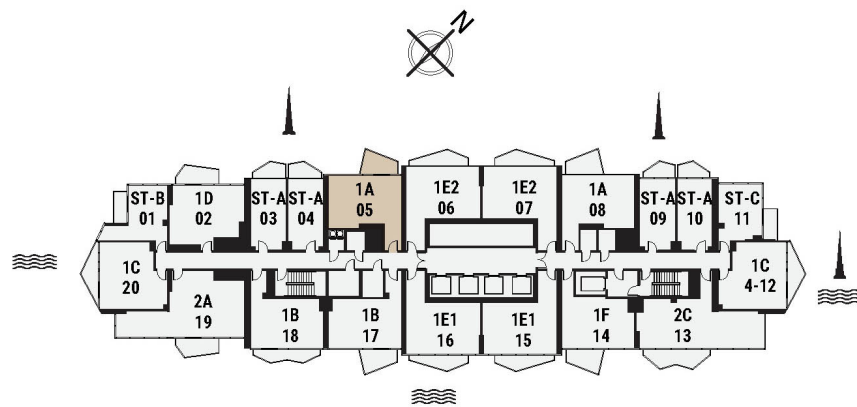 N
ST-B
01
1D
02
ST-A
03
ST-A
04
1A
05
1E2
06
1E2
07
1A
08
ST-A
09
ST-A
10
ST-C
11
1C
20
1C
4-12
2A
19
1B
18
1B
17
1E1
16
1E1
15
1F
14
2C
13